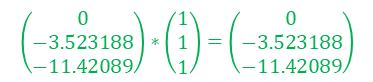 ( 0 ) ( 1 ) ( 0 )
( −3.523188 ) * ( 1 ) = ( −3.523188 )
( −11.42089 ) ( 1 ) ( −11.42089 )